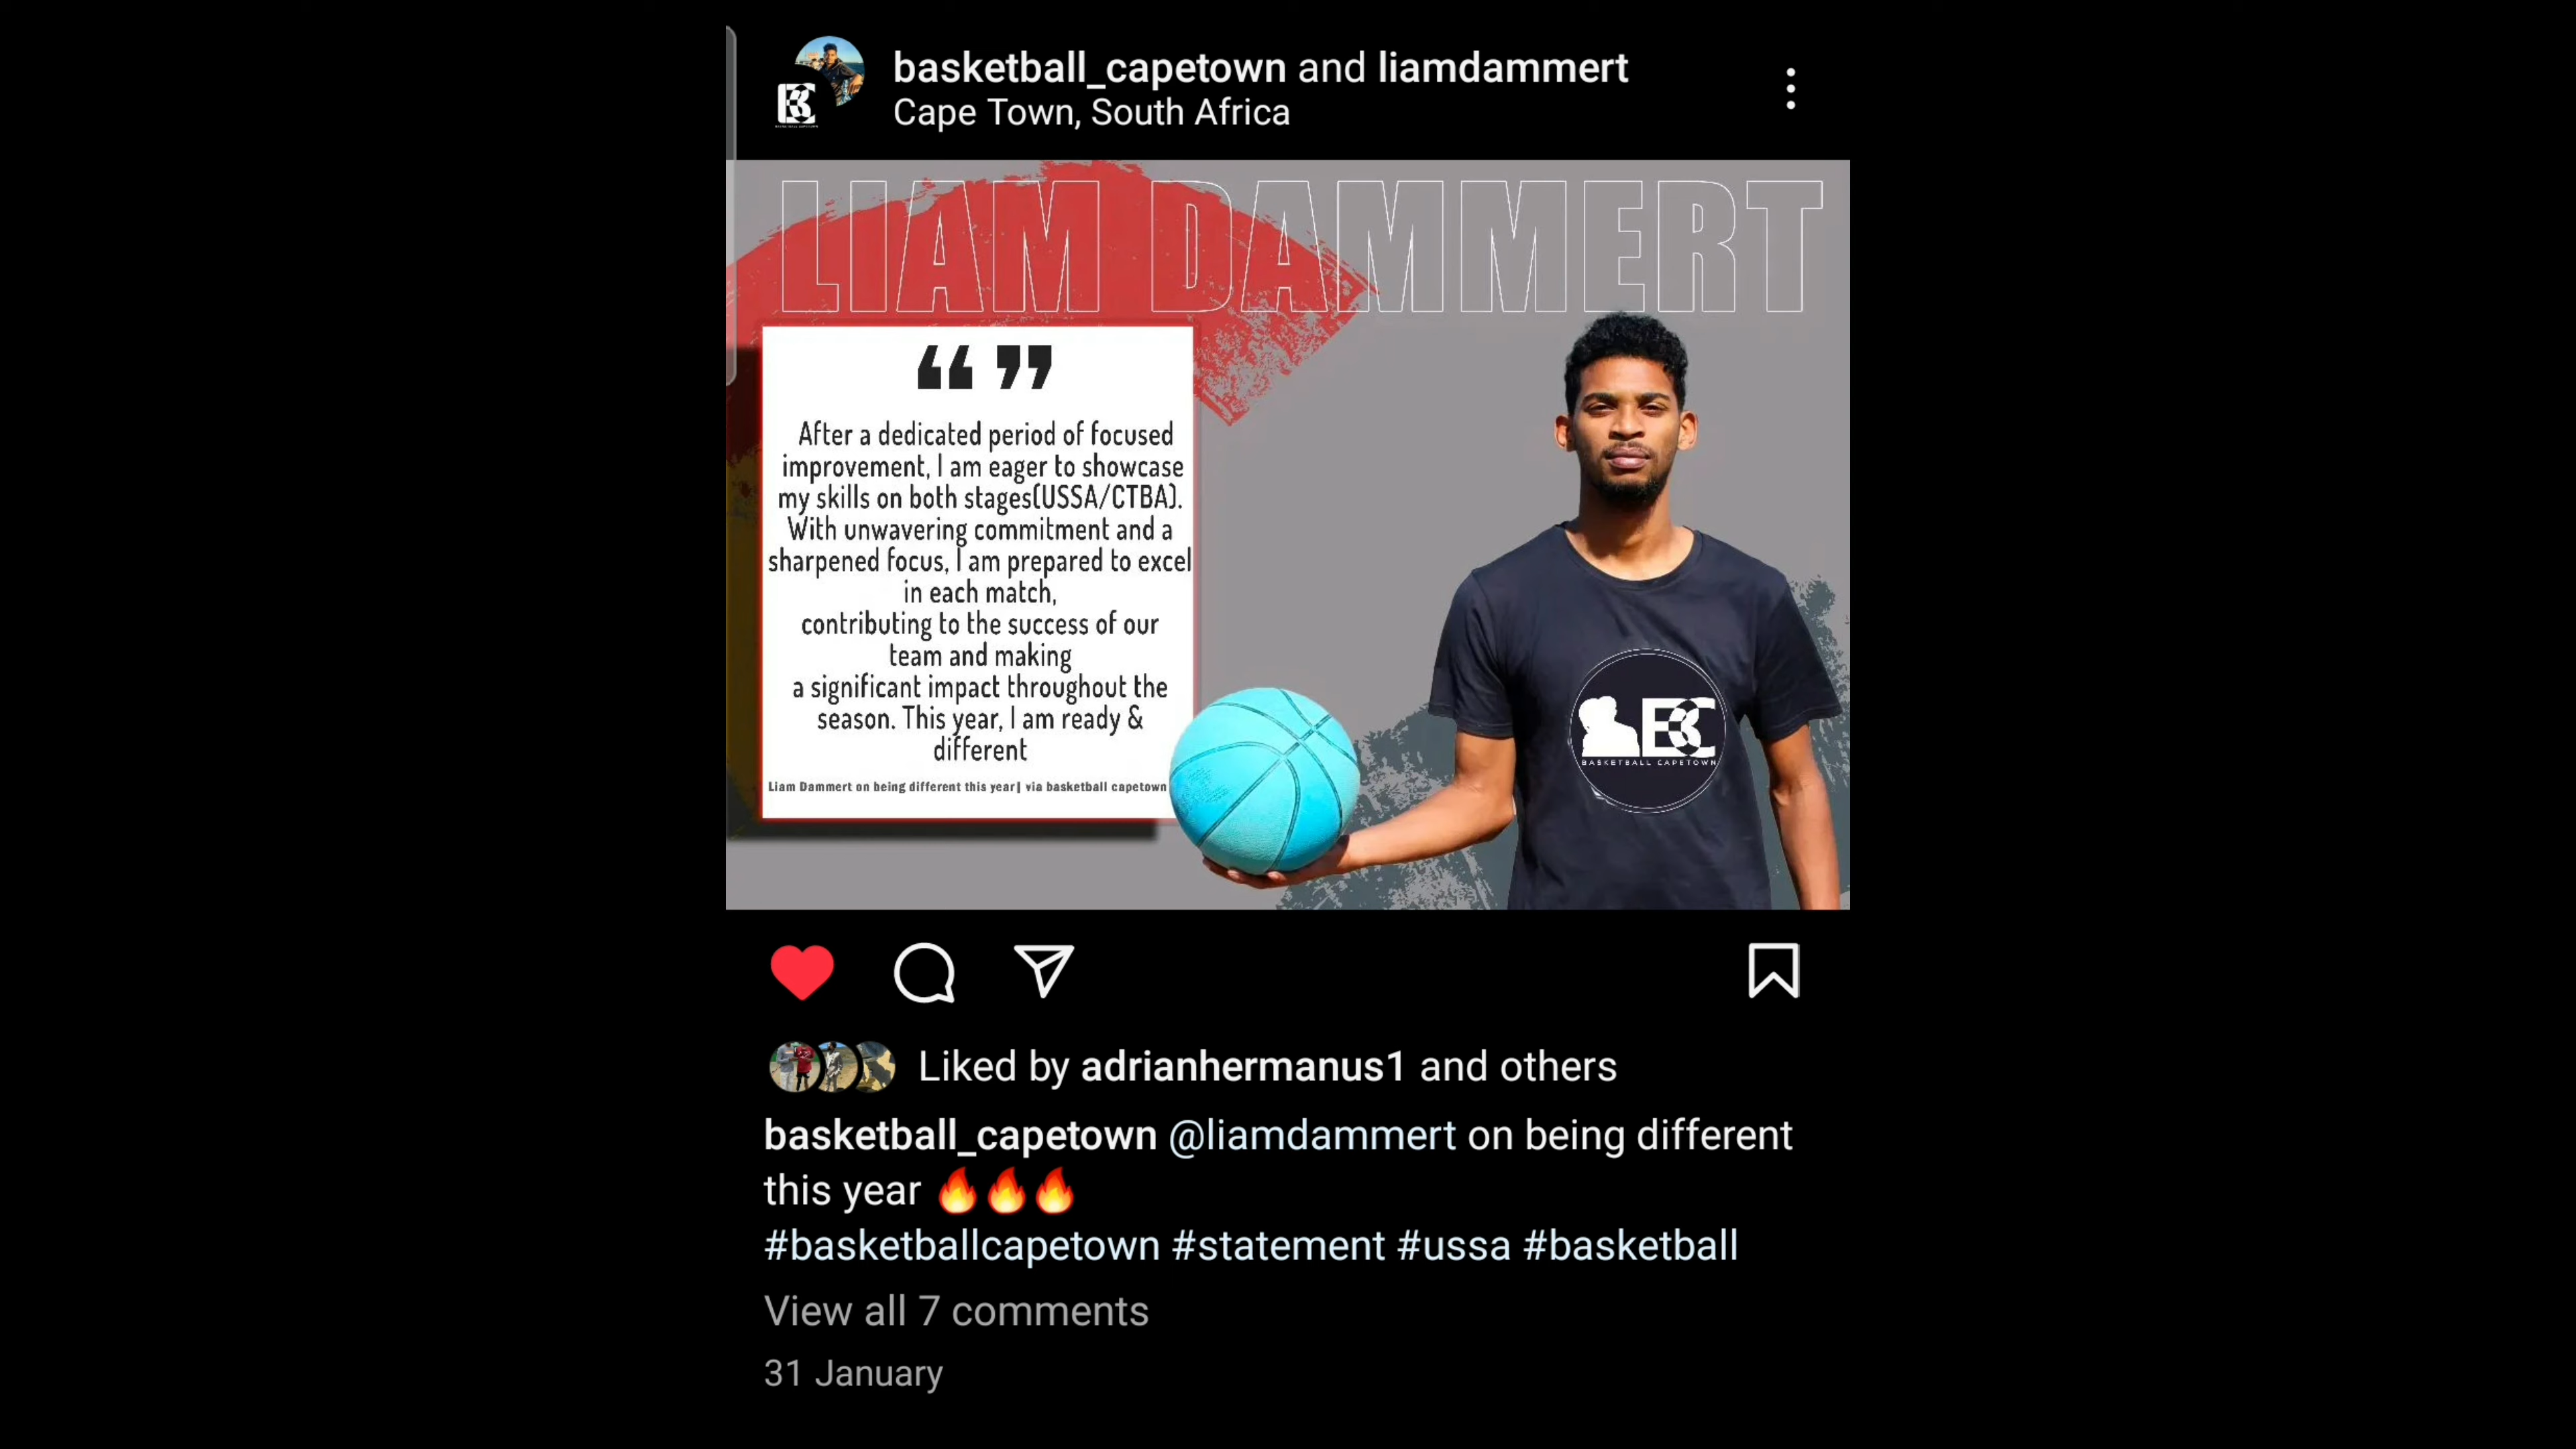 basketball_capetown and liamdammert
Cape Town, South Africa
LIAM DAMMERT
“ ”
After a dedicated period of focused
improvement, I am eager to showcase
my skills on both stages(USSA/CTBA).
With unwavering commitment and a
sharpened focus, I am prepared to excel
in each match,
contributing to the success of our
team and making
a significant impact throughout the
season. This year, I am ready &
different
Liam Dammert on being different this year| via basketball capetown
BC
BASKETBALL CAPETOWN
Liked by adrianhermanus1 and others
basketball_capetown @liamdammert on being different
this year 🔥🔥🔥
#basketballcapetown #statement #ussa #basketball
View all 7 comments
31 January